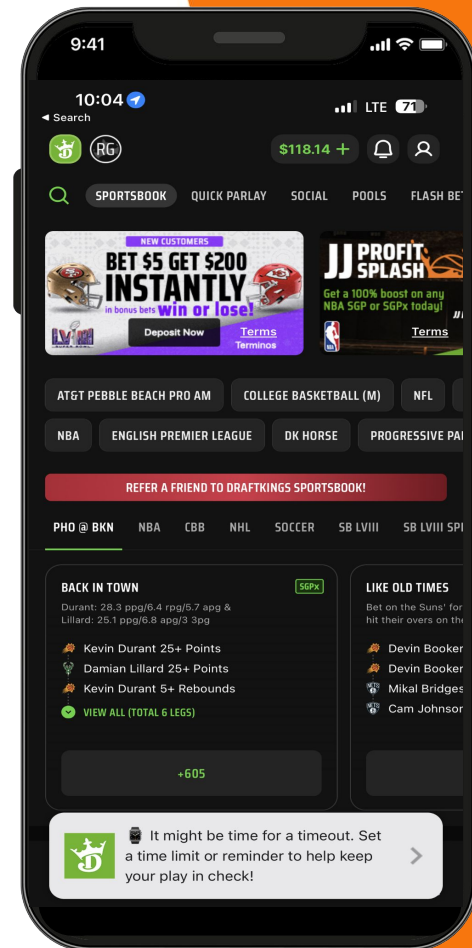 9:41
10:04
◄ Search
LTE 71
RG
$118.14 +
SPORTSBOOK QUICK PARLAY SOCIAL POOLS FLASH BET
NEW CUSTOMERS
BET $5 GET $200
INSTANTLY
in bonus bets win or lose!
Deposit Now
Terms
Terminos
LVIII
SUPER BOWL
JJ PROFIT
SPLASH
Get a 100% boost on any
NBA SGP or SGPx today!
Terms
NBA
AT&T PEBBLE BEACH PRO AM COLLEGE BASKETBALL (M) NFL
NBA ENGLISH PREMIER LEAGUE DK HORSE PROGRESSIVE PA
REFER A FRIEND TO DRAFTKINGS SPORTSBOOK!
PHO @ BKN NBA CBB NHL SOCCER SB LVIII SB LVIII SPE
BACK IN TOWN
SGPx
Durant: 28.3 ppg/6.4 rpg/5.7 apg &
Lillard: 25.1 ppg/6.8 apg/3 3pg
Kevin Durant 25+ Points
Damian Lillard 25+ Points
Kevin Durant 5+ Rebounds
VIEW ALL (TOTAL 6 LEGS)
+605
LIKE OLD TIMES
Bet on the Suns' for
hit their overs on the
Devin Booker
Devin Booker
Mikal Bridges
Cam Johnson
It might be time for a timeout. Set
a time limit or reminder to help keep
your play in check!